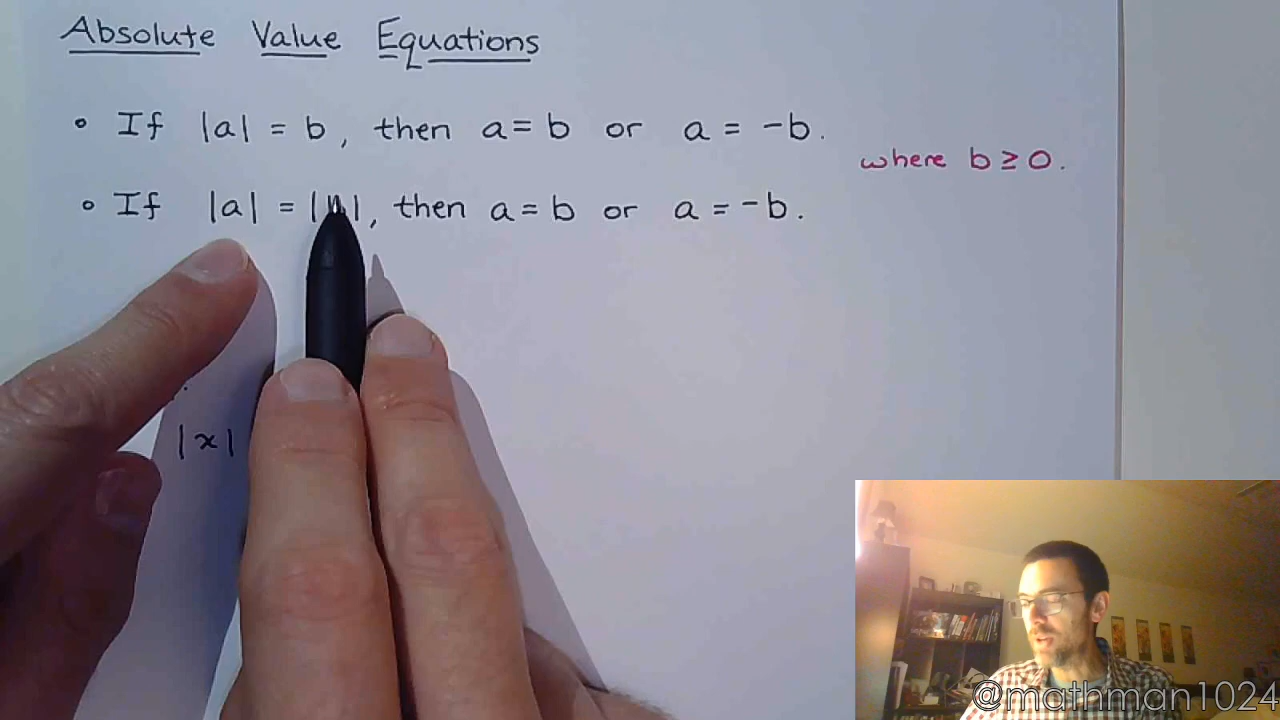 Absolute Value Equations
• If |a| = b, then a = b or a = -b.
where b ≥ 0.
• If |a| = | |, then a = b or a = -b.
|x|
@mathman1024